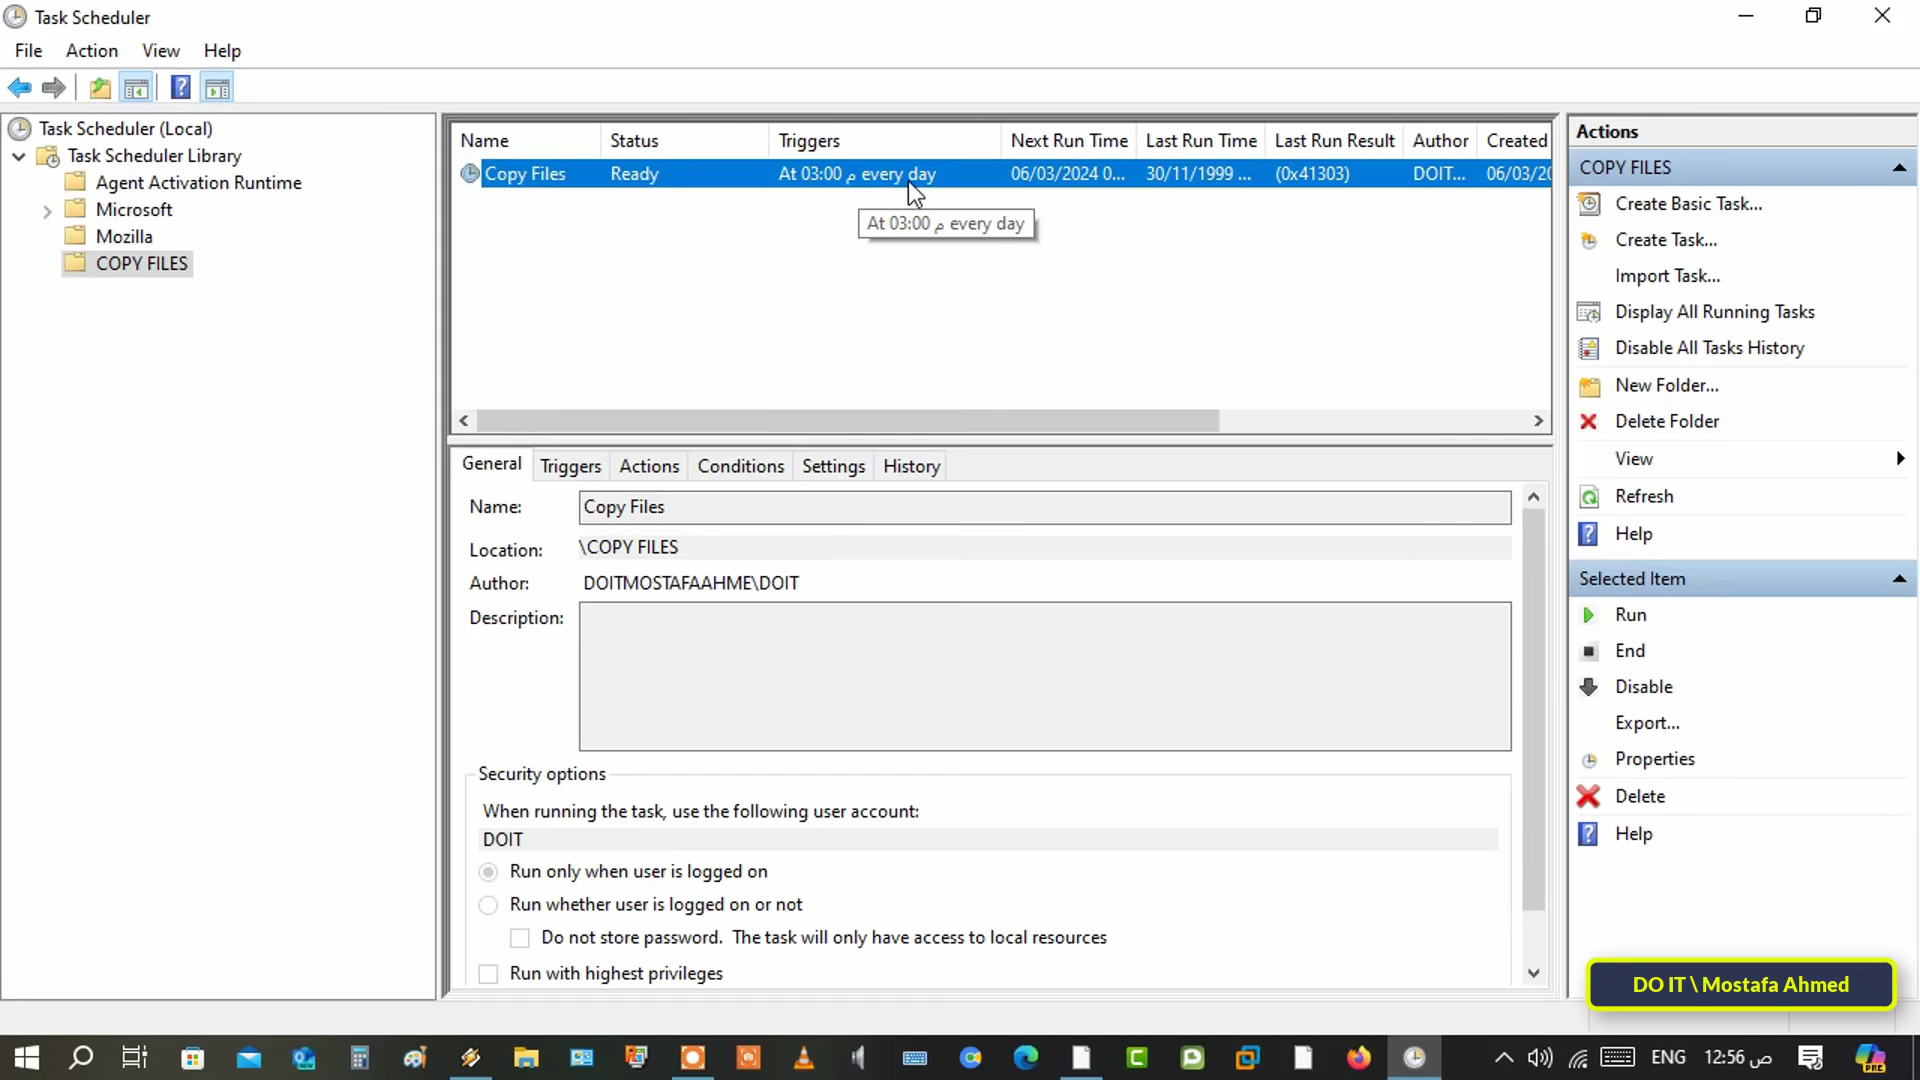 Task Scheduler
File Action View Help
Task Scheduler (Local)
Task Scheduler Library
Agent Activation Runtime
Microsoft
Mozilla
COPY FILES
Name Status Triggers Next Run Time Last Run Time Last Run Result Author Created
Copy Files Ready At 03:00 م every day 06/03/2024 0... 30/11/1999 ... (0x41303) DOIT... 06/03/20
At 03:00 م every day
General Triggers Actions Conditions Settings History
Name: Copy Files
Location: \COPY FILES
Author: DOITMOSTAFAAHME\DOIT
Description:
Security options
When running the task, use the following user account:
DOIT
Run only when user is logged on
Run whether user is logged on or not
Do not store password. The task will only have access to local resources
Run with highest privileges
Actions
COPY FILES
Create Basic Task...
Create Task...
Import Task...
Display All Running Tasks
Disable All Tasks History
New Folder...
Delete Folder
View
Refresh
Help
Selected Item
Run
End
Disable
Export...
Properties
Delete
Help
DO IT \ Mostafa Ahmed
ENG 12:56 ص
PRE